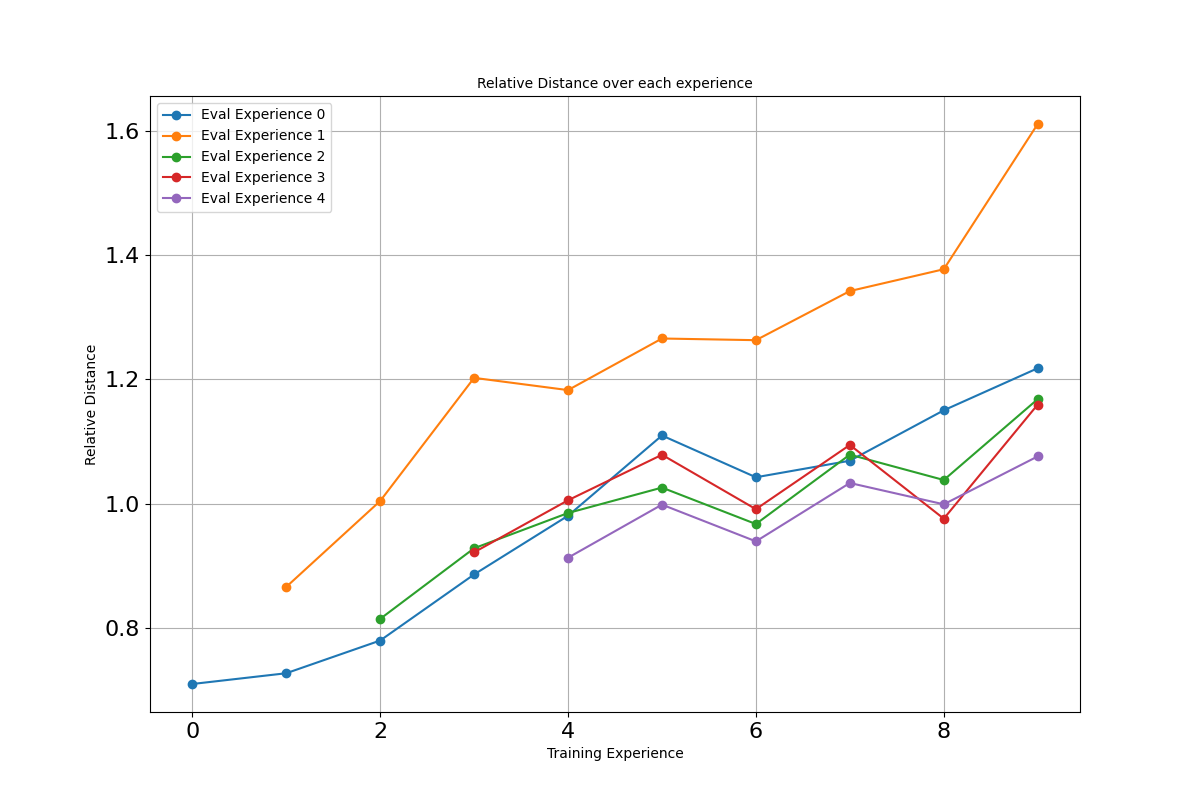 Relative Distance over each experience
Eval Experience 0
Eval Experience 1
Eval Experience 2
Eval Experience 3
Eval Experience 4
1.6
1.4
1.2
1.0
0.8
Relative Distance
0 2 4 6 8
Training Experience